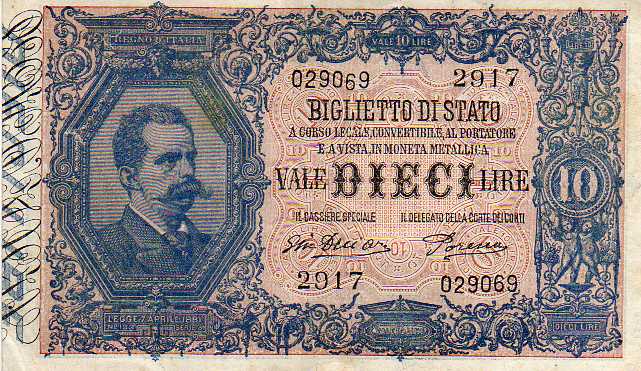 REGNO D'ITALIA
VALE 10 LIRE
029069 2917
BIGLIETTO DI STATO
A CORSO LEGALE, CONVERTIBILE, AL PORTATORE
E A VISTA, IN MONETA METALLICA
VALE DIECI LIRE
10
IL CASSIERE SPECIALE IL DELEGATO DELLA CORTE DEI CONTI
2917 029069
LEGGE 7 APRILE 1881
DIECI LIRE